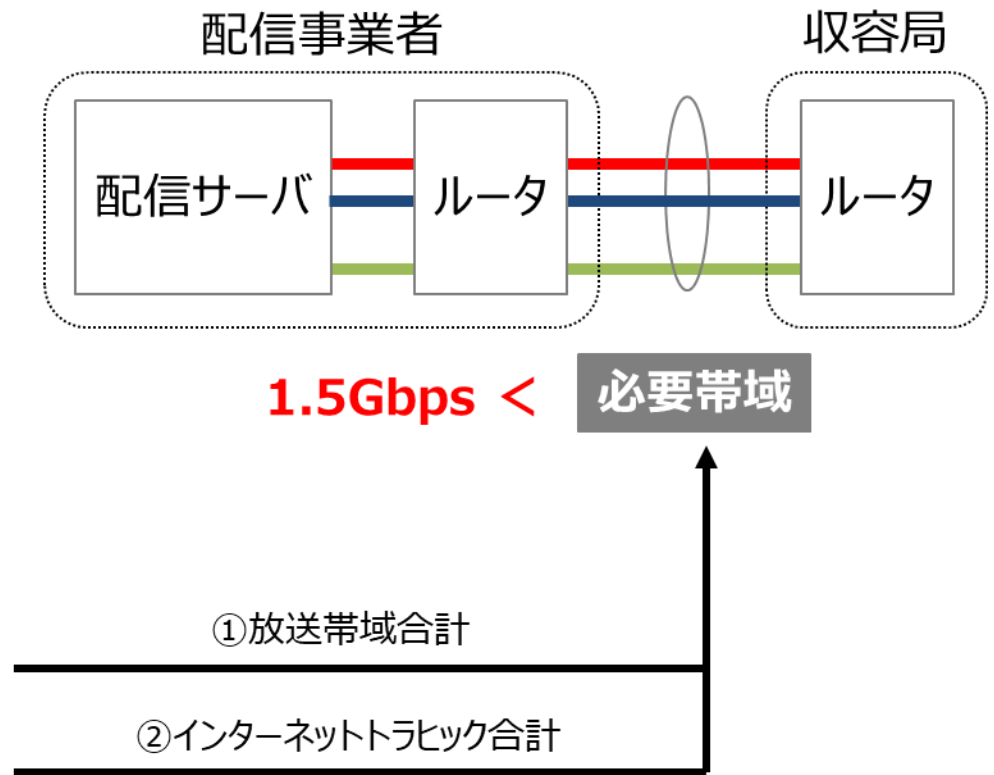 配信事業者
収容局
配信サーバ
ルータ
ルータ
1.5Gbps ＜ 必要帯域
①放送帯域合計
②インターネットトラヒック合計